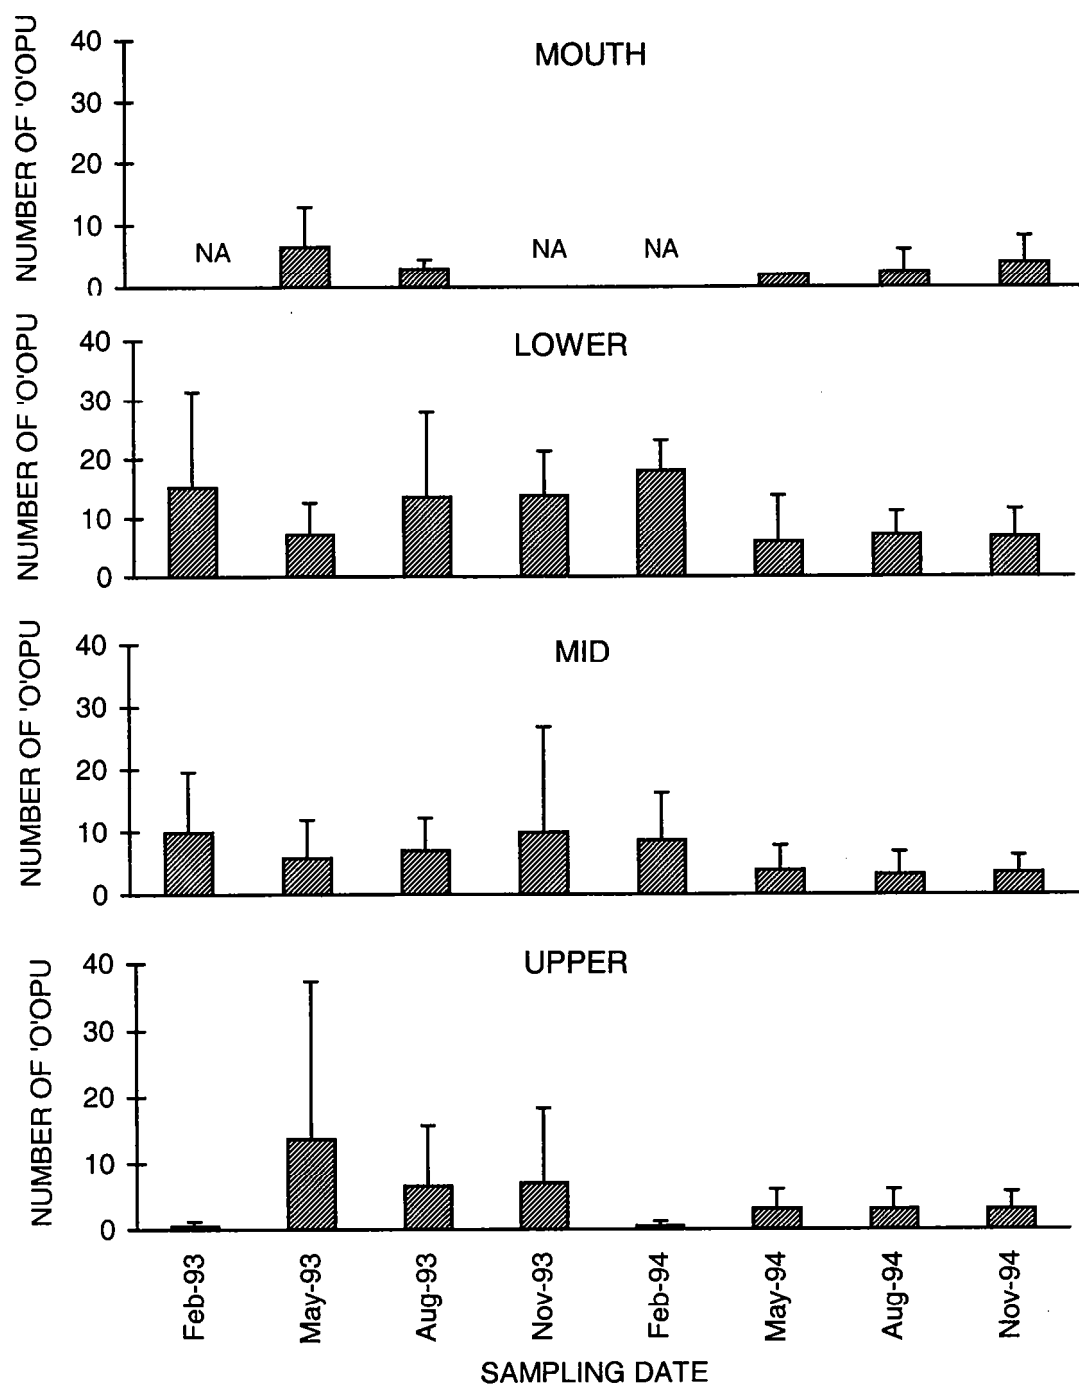 MOUTH
NUMBER OF 'O'OPU
40
30
20
10
0
NA
NA
NA
LOWER
NUMBER OF 'O'OPU
40
30
20
10
0
MID
NUMBER OF 'O'OPU
40
30
20
10
0
UPPER
NUMBER OF 'O'OPU
40
30
20
10
0
Feb-93
May-93
Aug-93
Nov-93
Feb-94
May-94
Aug-94
Nov-94
SAMPLING DATE